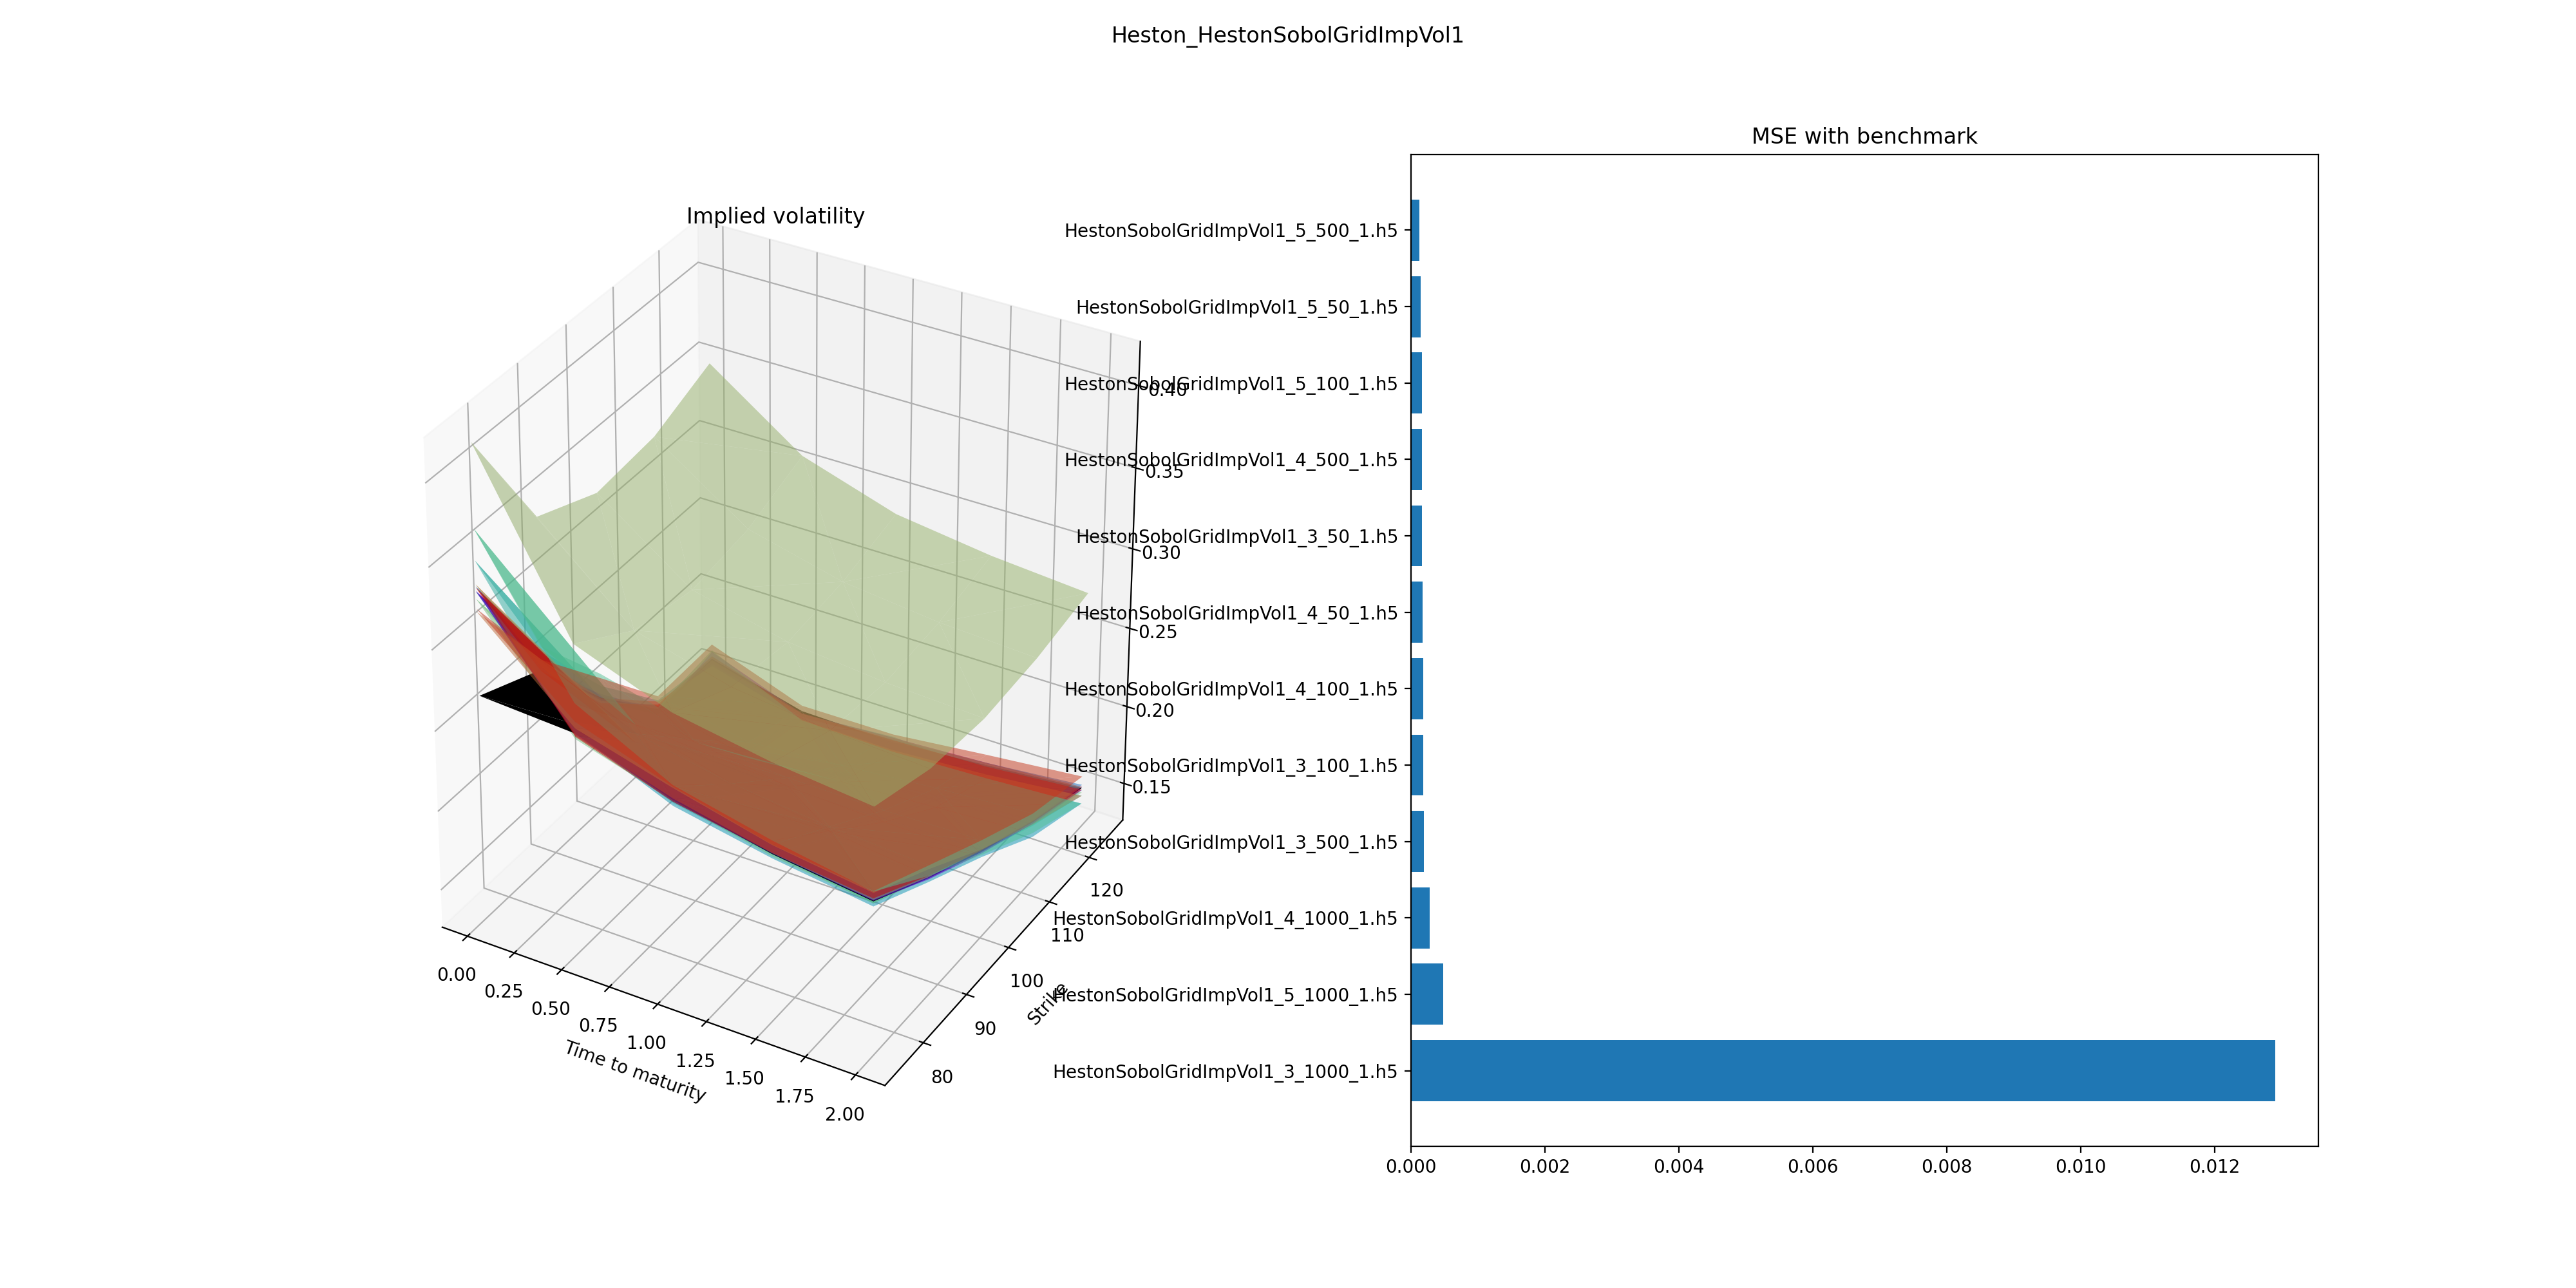 Heston_HestonSobolGridImpVol1
Implied volatility
0.00
0.25
0.50
0.75
1.00
1.25
1.50
1.75
2.00
Time to maturity
80
90
100
110
120
Strike
0.15
0.20
0.25
0.30
0.35
0.40
MSE with benchmark
HestonSobolGridImpVol1_5_500_1.h5
HestonSobolGridImpVol1_5_50_1.h5
HestonSobolGridImpVol1_5_100_1.h5
HestonSobolGridImpVol1_4_500_1.h5
HestonSobolGridImpVol1_3_50_1.h5
HestonSobolGridImpVol1_4_50_1.h5
HestonSobolGridImpVol1_4_100_1.h5
HestonSobolGridImpVol1_3_100_1.h5
HestonSobolGridImpVol1_3_500_1.h5
HestonSobolGridImpVol1_4_1000_1.h5
HestonSobolGridImpVol1_5_1000_1.h5
HestonSobolGridImpVol1_3_1000_1.h5
0.000 0.002 0.004 0.006 0.008 0.010 0.012